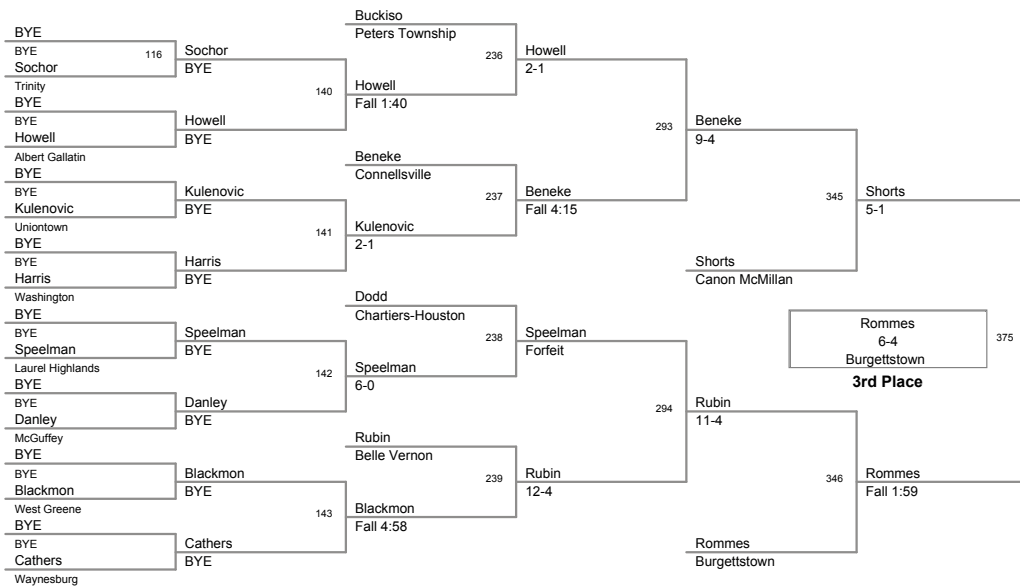 BYE
BYE
Sochor
Trinity
BYE
BYE
Howell
Albert Gallatin
BYE
BYE
Kulenovic
Uniontown
BYE
BYE
Harris
Washington
BYE
BYE
Speelman
Laurel Highlands
BYE
BYE
Danley
McGuffey
BYE
BYE
Blackmon
West Greene
BYE
BYE
Cathers
Waynesburg
116
Sochor
BYE
Howell
BYE
Kulenovic
BYE
Harris
BYE
Speelman
BYE
Danley
BYE
Blackmon
BYE
Cathers
BYE
140
141
142
143
Buckiso
Peters Township
Howell
Fall 1:40
Beneke
Connellsville
Kulenovic
2-1
Dodd
Chartiers-Houston
Speelman
6-0
Rubin
Belle Vernon
Blackmon
Fall 4:58
236
237
238
239
Howell
2-1
Beneke
Fall 4:15
Speelman
Forfeit
Rubin
12-4
293
294
Beneke
9-4
Shorts
Canon McMillan
Rubin
11-4
Rommes
Burgettstown
345
346
Shorts
5-1
Rommes
6-4
Burgettstown
375
3rd Place
Rommes
Fall 1:59